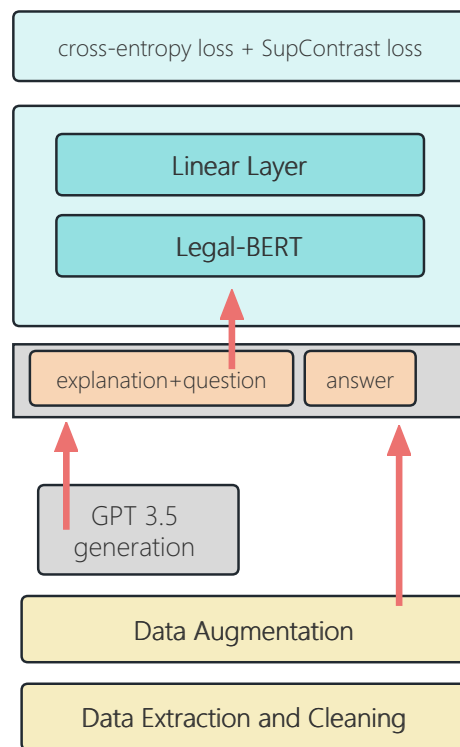 cross-entropy loss + SupContrast loss
Linear Layer
Legal-BERT
explanation+question
answer
GPT 3.5
generation
Data Augmentation
Data Extraction and Cleaning